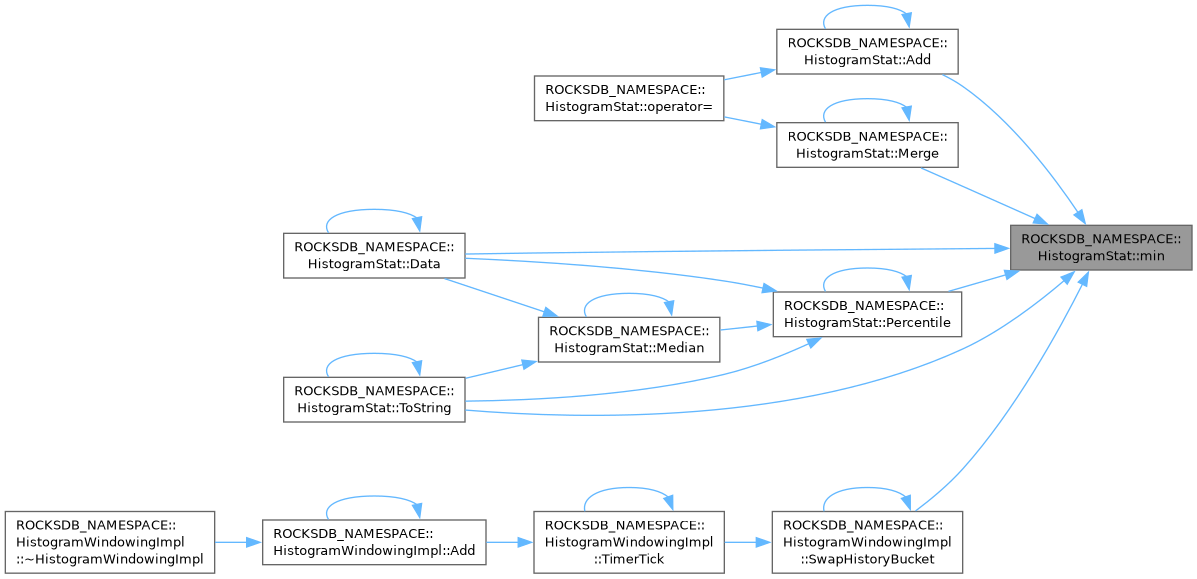 ROCKSDB_NAMESPACE::
HistogramStat::Add
ROCKSDB_NAMESPACE::
HistogramStat::operator=
ROCKSDB_NAMESPACE::
HistogramStat::Merge
ROCKSDB_NAMESPACE::
HistogramStat::min
ROCKSDB_NAMESPACE::
HistogramStat::Data
ROCKSDB_NAMESPACE::
HistogramStat::Percentile
ROCKSDB_NAMESPACE::
HistogramStat::Median
ROCKSDB_NAMESPACE::
HistogramStat::ToString
ROCKSDB_NAMESPACE::
HistogramWindowingImpl
::~HistogramWindowingImpl
ROCKSDB_NAMESPACE::
HistogramWindowingImpl::Add
ROCKSDB_NAMESPACE::
HistogramWindowingImpl
::TimerTick
ROCKSDB_NAMESPACE::
HistogramWindowingImpl
::SwapHistoryBucket